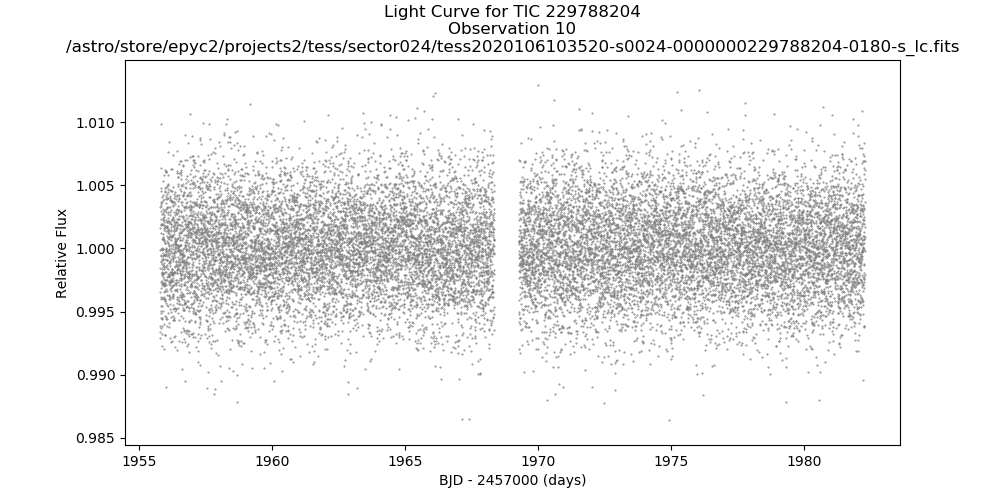 Light Curve for TIC 229788204
Observation 10
/astro/store/epyc2/projects2/tess/sector024/tess2020106103520-s0024-0000000229788204-0180-s_lc.fits
1.010
1.005
1.000
0.995
0.990
0.985
Relative Flux
1955 1960 1965 1970 1975 1980
BJD - 2457000 (days)